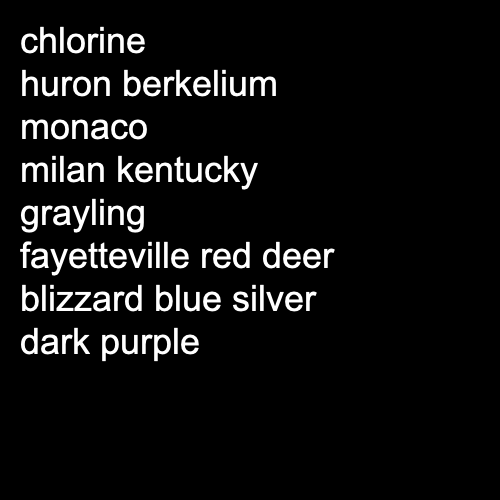 chlorine
huron berkelium
monaco
milan kentucky
grayling
fayetteville red deer
blizzard blue silver
dark purple